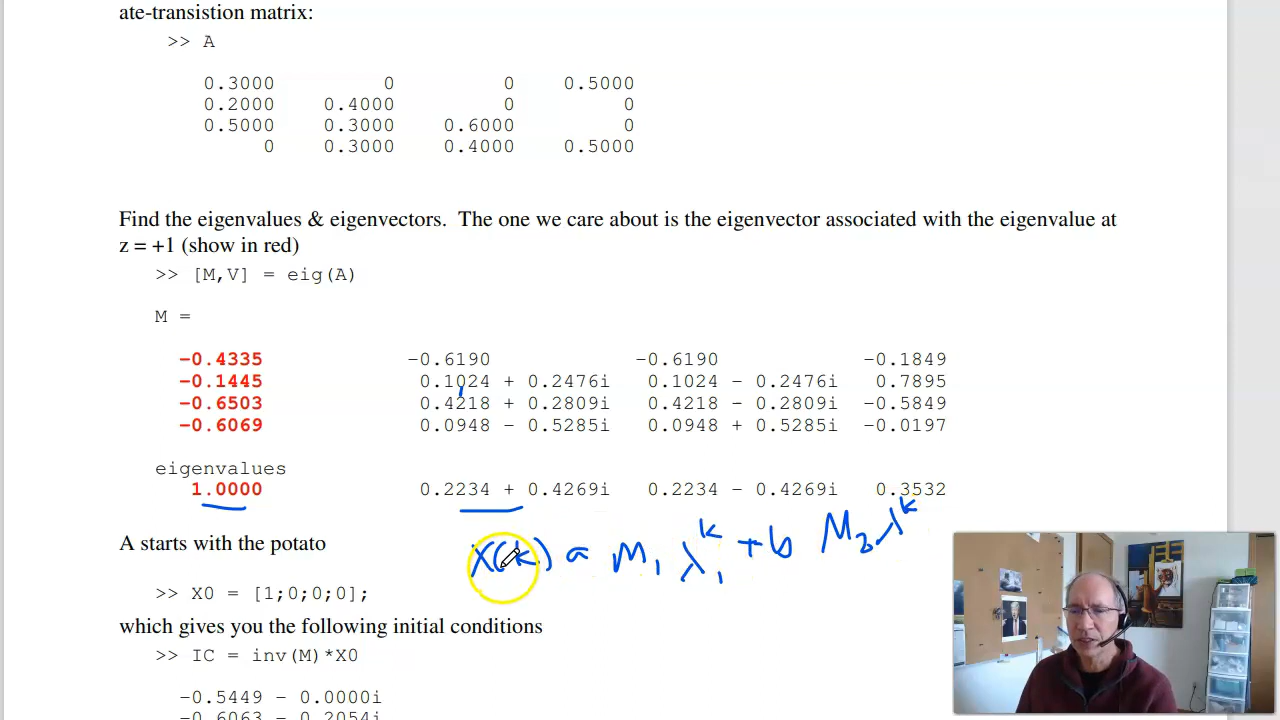 ate-transistion matrix:
>> A
0.3000 0 0 0.5000
0.2000 0.4000 0 0
0.5000 0.3000 0.6000 0
0 0.3000 0.4000 0.5000
Find the eigenvalues & eigenvectors. The one we care about is the eigenvector associated with the eigenvalue at
z = +1 (show in red)
>> [M,V] = eig(A)
M =
-0.4335 -0.6190 -0.6190 -0.1849
-0.1445 0.1024 + 0.2476i 0.1024 - 0.2476i 0.7895
-0.6503 0.4218 + 0.2809i 0.4218 - 0.2809i -0.5849
-0.6069 0.0948 - 0.5285i 0.0948 + 0.5285i -0.0197
eigenvalues
1.0000 0.2234 + 0.4269i 0.2234 - 0.4269i 0.3532
A starts with the potato
X(k) = a M₁ λ₁ᵏ + b M₂ λᵏ
>> X0 = [1;0;0;0];
which gives you the following initial conditions
>> IC = inv(M)*X0
-0.5449 - 0.0000i
-0.6063 - 0.2054i